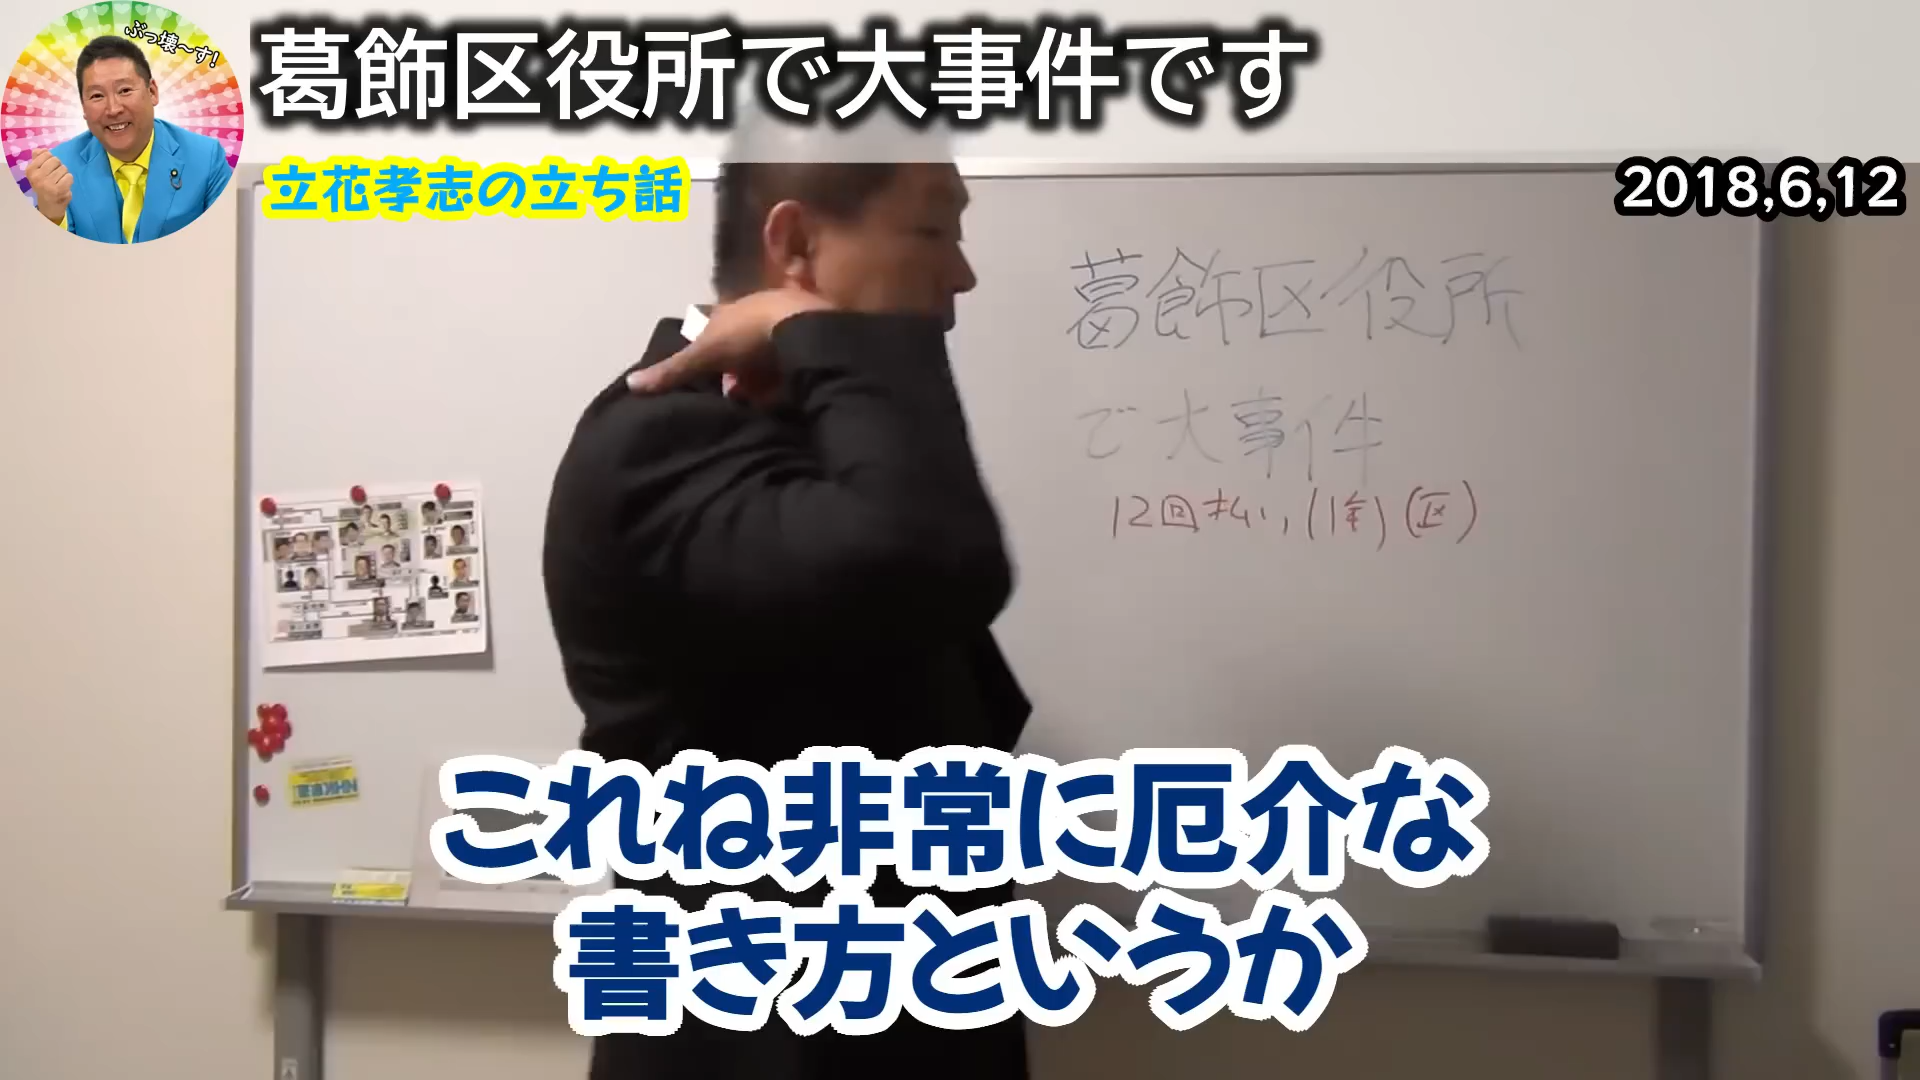 ぶっ壊〜す!
葛飾区役所で大事件です
立花孝志の立ち話
2018,6,12
葛飾区役所
で大事件
12回払い,(1年)(区)
これね非常に厄介な
書き方というか